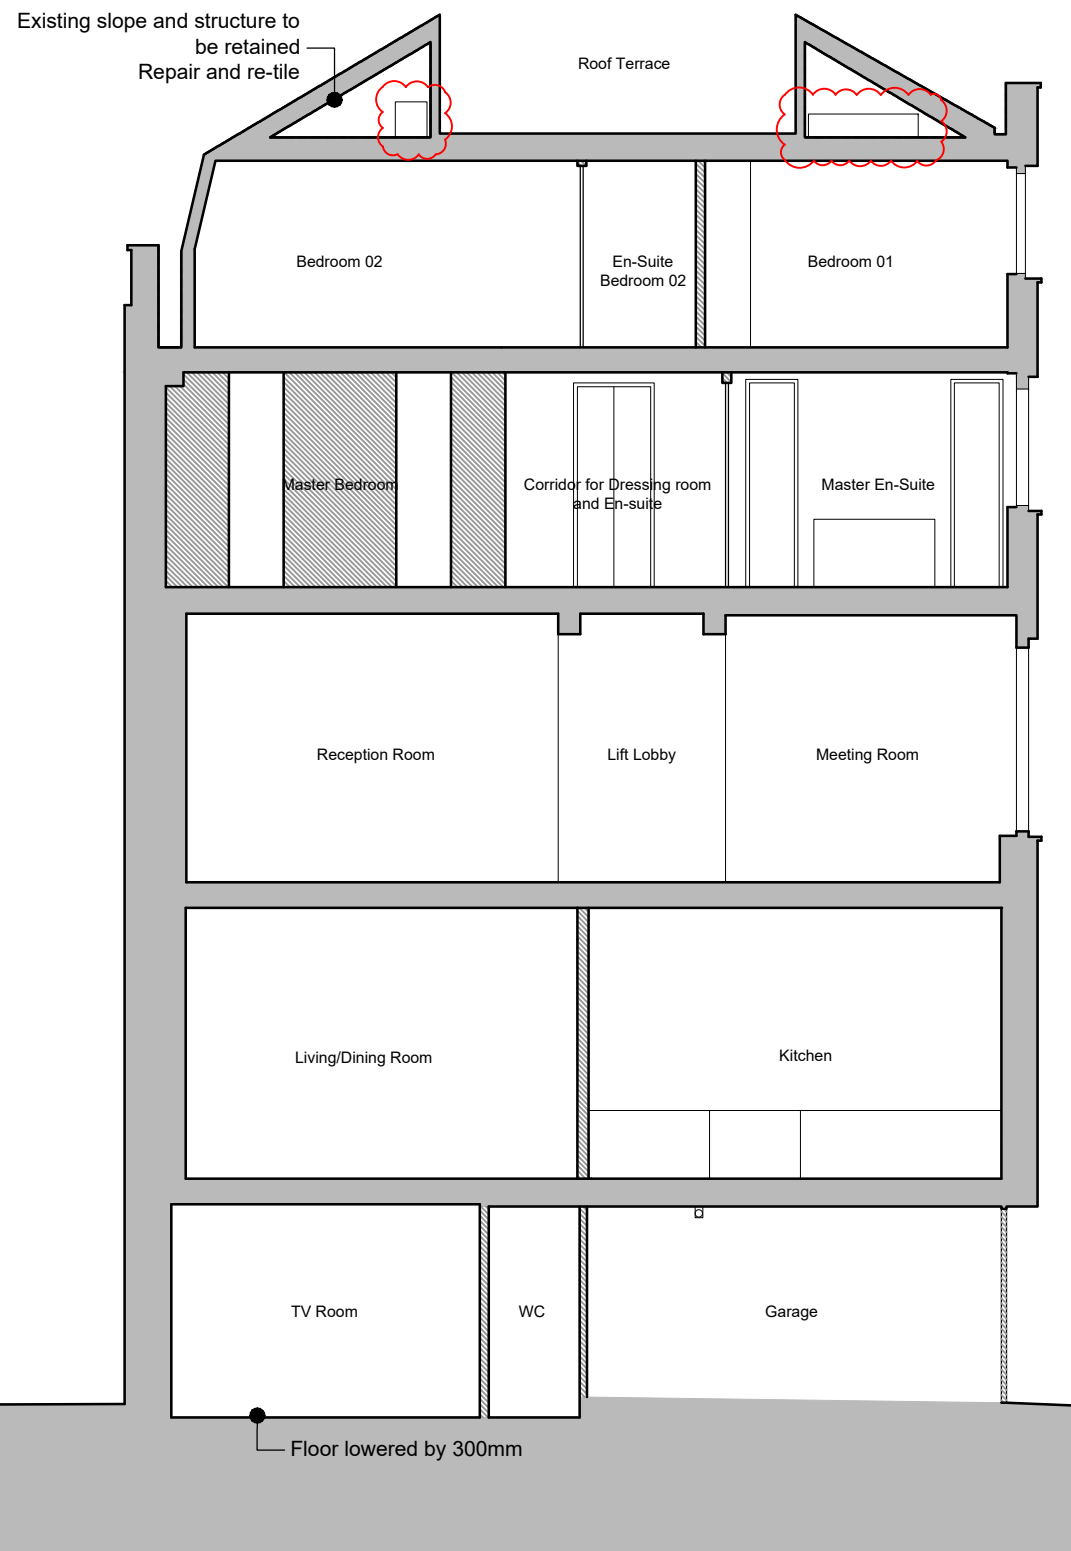 Existing slope and structure to
be retained
Repair and re-tile
Roof Terrace
Bedroom 02
En-Suite
Bedroom 02
Bedroom 01
Master Bedroom
Corridor for Dressing room
and En-suite
Master En-Suite
Reception Room
Lift Lobby
Meeting Room
Living/Dining Room
Kitchen
TV Room
WC
Garage
Floor lowered by 300mm